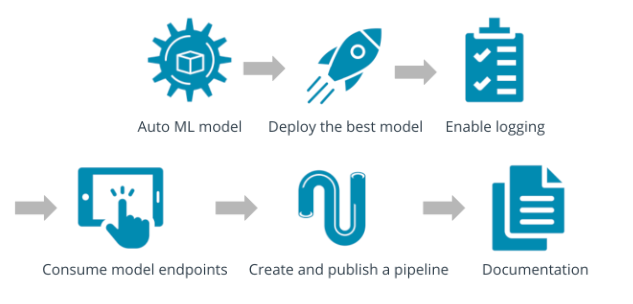 Auto ML model
Deploy the best model
Enable logging
Consume model endpoints
Create and publish a pipeline
Documentation